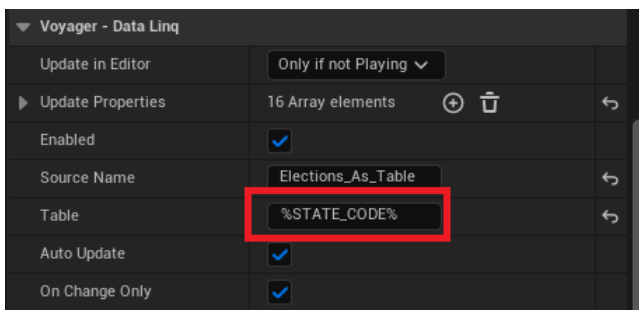 Voyager - Data Linq
Update in Editor Only if not Playing
Update Properties 16 Array elements
Enabled
Source Name Elections_As_Table
Table %STATE_CODE%
Auto Update
On Change Only